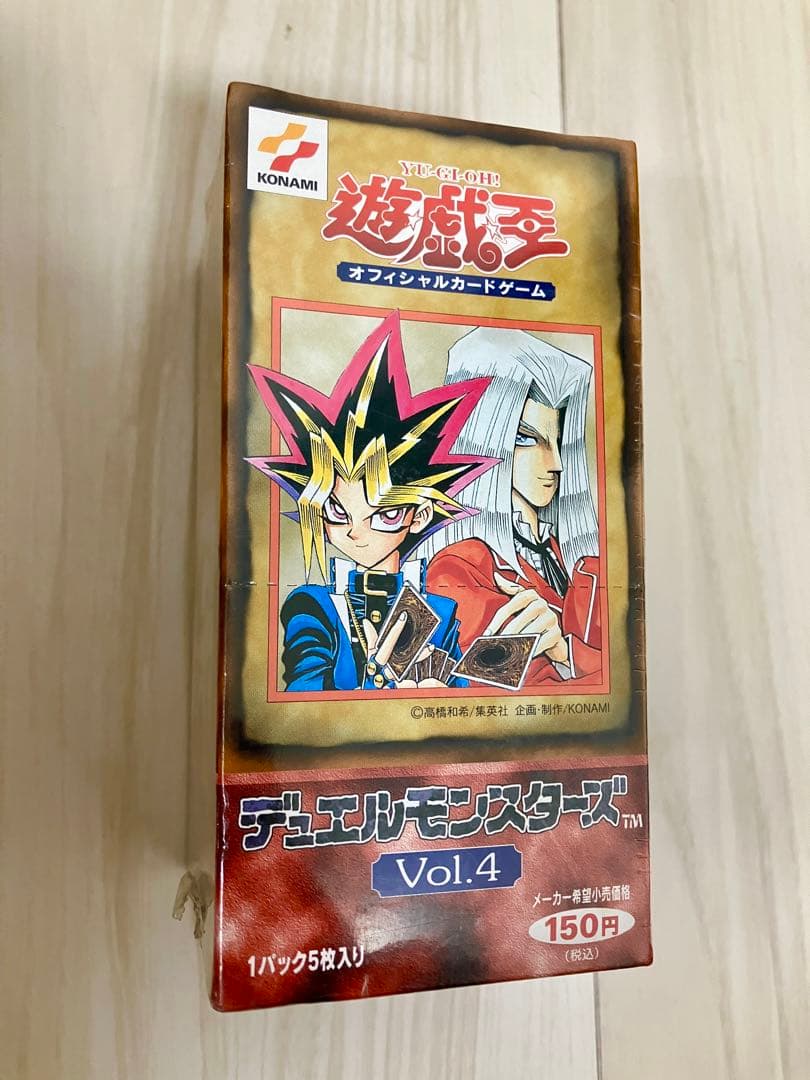 KONAMI
YU-GI-OH!
遊☆戯☆王
オフィシャルカードゲーム
©高橋和希/集英社 企画・制作/KONAMI
デュエルモンスターズ™
Vol.4
メーカー希望小売価格
150円
(税込)
1パック5枚入り